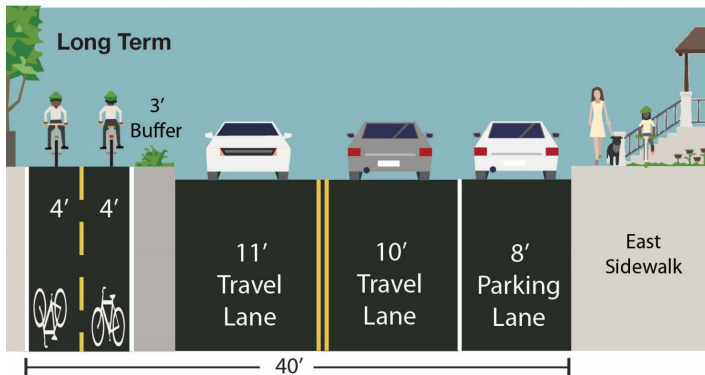 Long Term
3’
Buffer
4’ 4’
11’
Travel
Lane
10’
Travel
Lane
8’
Parking
Lane
East
Sidewalk
40’